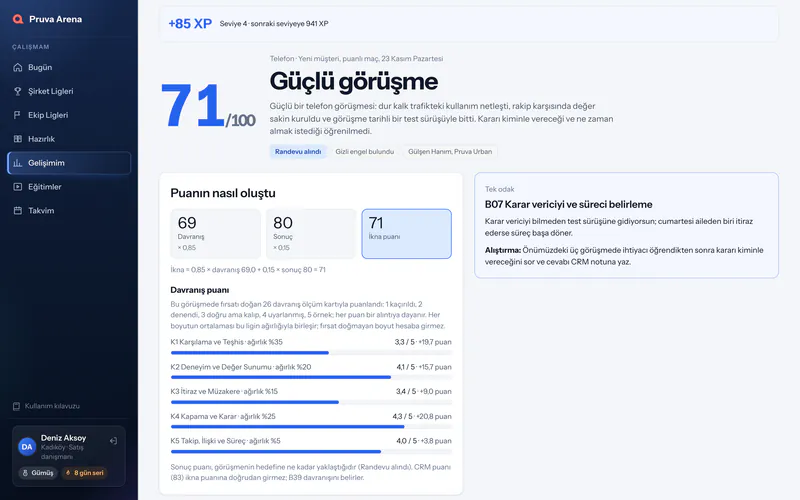 Pruva Arena
ÇALIŞMAM
Bugün
Şirket Ligleri
Ekip Ligleri
Hazırlık
Gelişimim
Eğitimler
Takvim
Kullanım kılavuzu
DA
Deniz Aksoy
Kadıköy · Satış
danışmanı
Gümüş
8 gün seri
+85 XP
Seviye 4 · sonraki seviyeye 941 XP
71/100
Telefon · Yeni müşteri, puanlı maç, 23 Kasım Pazartesi
Güçlü görüşme
Güçlü bir telefon görüşmesi: dur kalk trafikteki kullanım netleşti, rakip karşısında değer
sakin kuruldu ve görüşme tarihli bir test sürüşüyle bitti. Kararı kiminle vereceği ve ne zaman
almak istediği öğrenilmedi.
Randevu alındı
Gizli engel bulundu
Gülşen Hanım, Pruva Urban
Puanın nasıl oluştu
69
Davranış
× 0,85
80
Sonuç
× 0,15
71
İkna puanı
İkna = 0,85 × davranış 69,0 + 0,15 × sonuç 80 = 71
Davranış puanı
Bu görüşmede fırsatı doğan 26 davranış ölçüm kartıyla puanlandı: 1 kaçırıldı, 2
denendi, 3 doğru ama kalıp, 4 uyarlanmış, 5 örnek; her puan bir alıntıya dayanır. Her
boyutun ortalaması bu ligin ağırlığıyla birleşir; fırsat doğmayan boyut hesaba girmez.
K1 Karşılama ve Teşhis · ağırlık %35
3,3 / 5 · +19,7 puan
K2 Deneyim ve Değer Sunumu · ağırlık %20
4,1 / 5 · +15,7 puan
K3 İtiraz ve Müzakere · ağırlık %15
3,4 / 5 · +9,0 puan
K4 Kapama ve Karar · ağırlık %25
4,3 / 5 · +20,8 puan
K5 Takip, İlişki ve Süreç · ağırlık %5
4,0 / 5 · +3,8 puan
Sonuç puanı, görüşmenin hedefine ne kadar yaklaştığıdır (Randevu alındı). CRM puanı
(83) ikna puanına doğrudan girmez; B39 davranışını belirler.
Tek odak
B07 Karar vericiyi ve süreci belirleme
Karar vericiyi bilmeden test sürüşüne gidiyorsun; cumartesi aileden biri itiraz
ederse süreç başa döner.
Alıştırma: Önümüzdeki üç görüşmede ihtiyacı öğrendikten sonra kararı kiminle
vereceğini sor ve cevabı CRM notuna yaz.